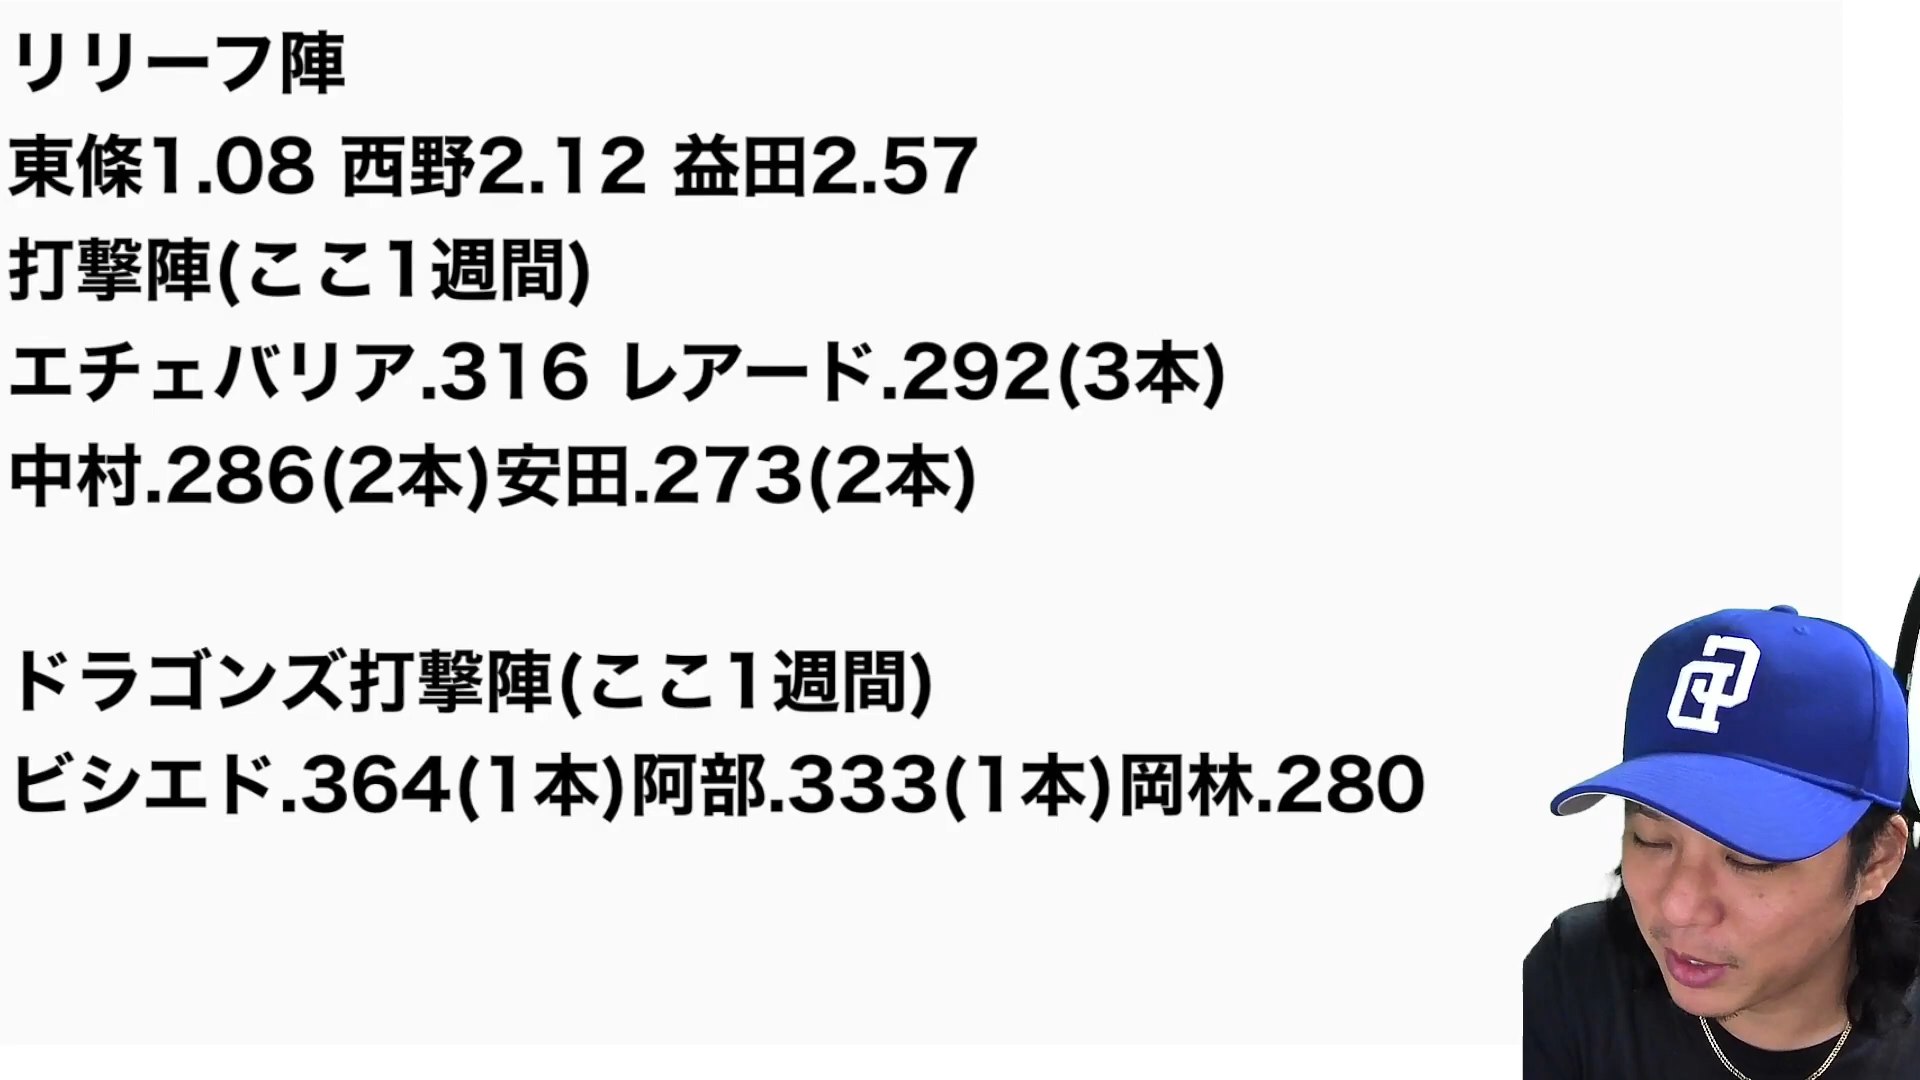 リリーフ陣
東條1.08 西野2.12 益田2.57
打撃陣(ここ1週間)
エチェバリア.316 レアード.292(3本)
中村.286(2本)安田.273(2本)
ドラゴンズ打撃陣(ここ1週間)
ビシエド.364(1本)阿部.333(1本)岡林.280